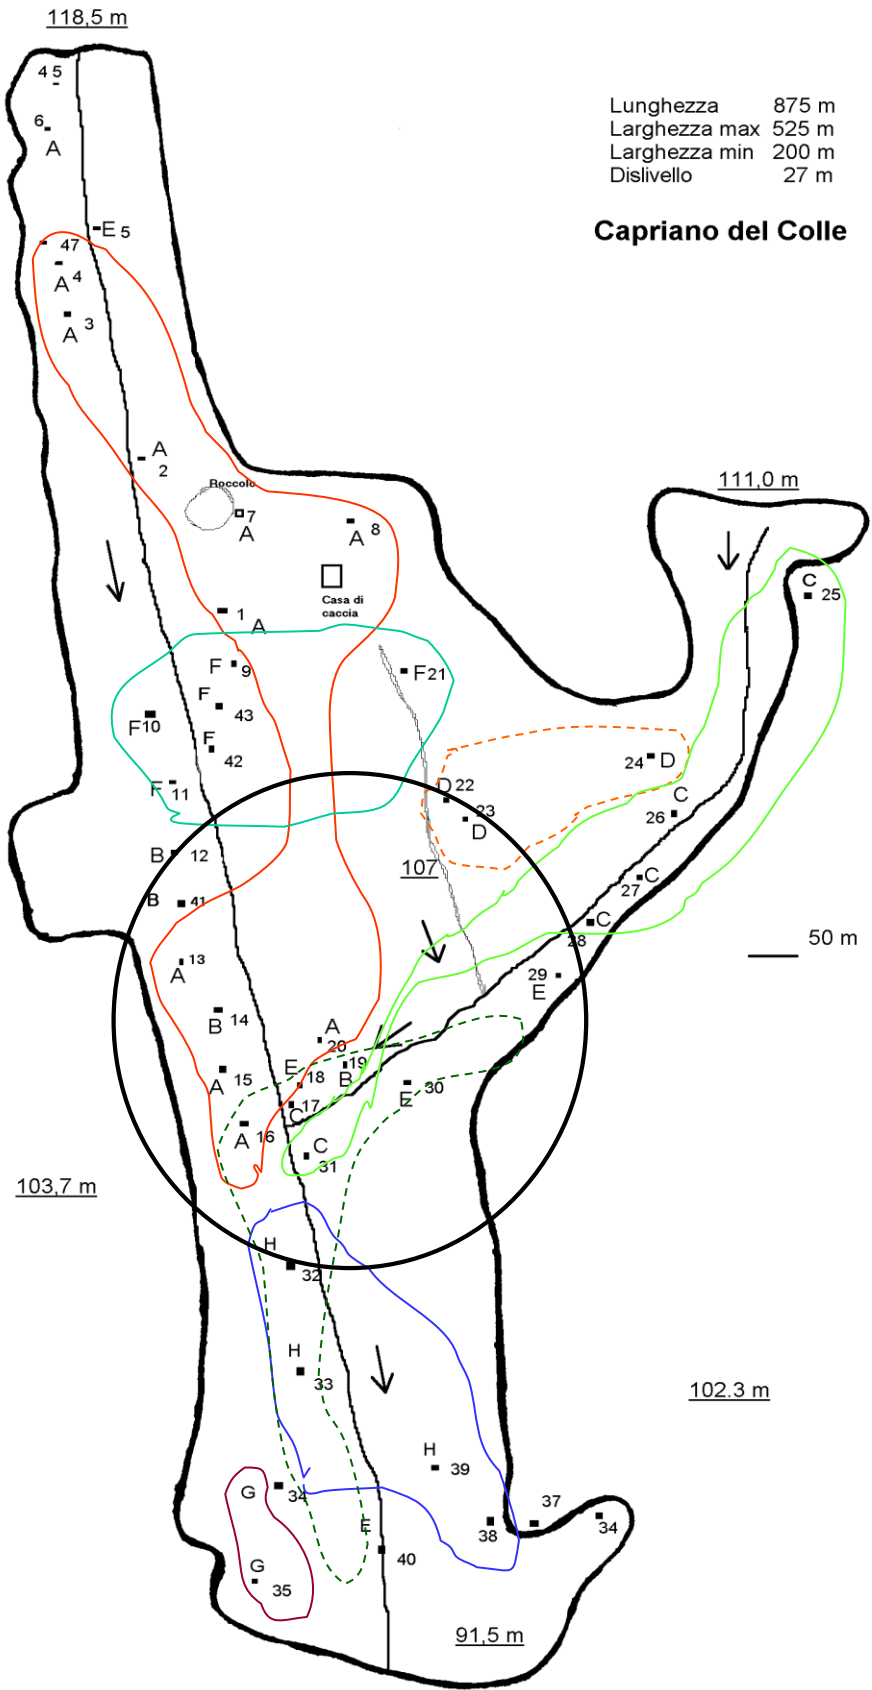 118,5 m
4 5
6
A
Lunghezza 875 m
Larghezza max 525 m
Larghezza min 200 m
Dislivello 27 m
Capriano del Colle
E 5
47
A 4
A 3
A
2
Roccolo
7
A
A 8
111,0 m
Casa di
caccia
C
25
1 A
F 9
F 21
F
43
F10
F
42
24 D
F 11
D 22
23
D
C
26
B 12
107
C
27
B 41
C
28
50 m
A 13
29
E
B 14
A
20
A 15
E
18
19
B
E 30
C 17
A 16
C
31
103,7 m
H
32
H
33
102.3 m
H
39
G
34
37
38
34
E
40
G
35
91,5 m